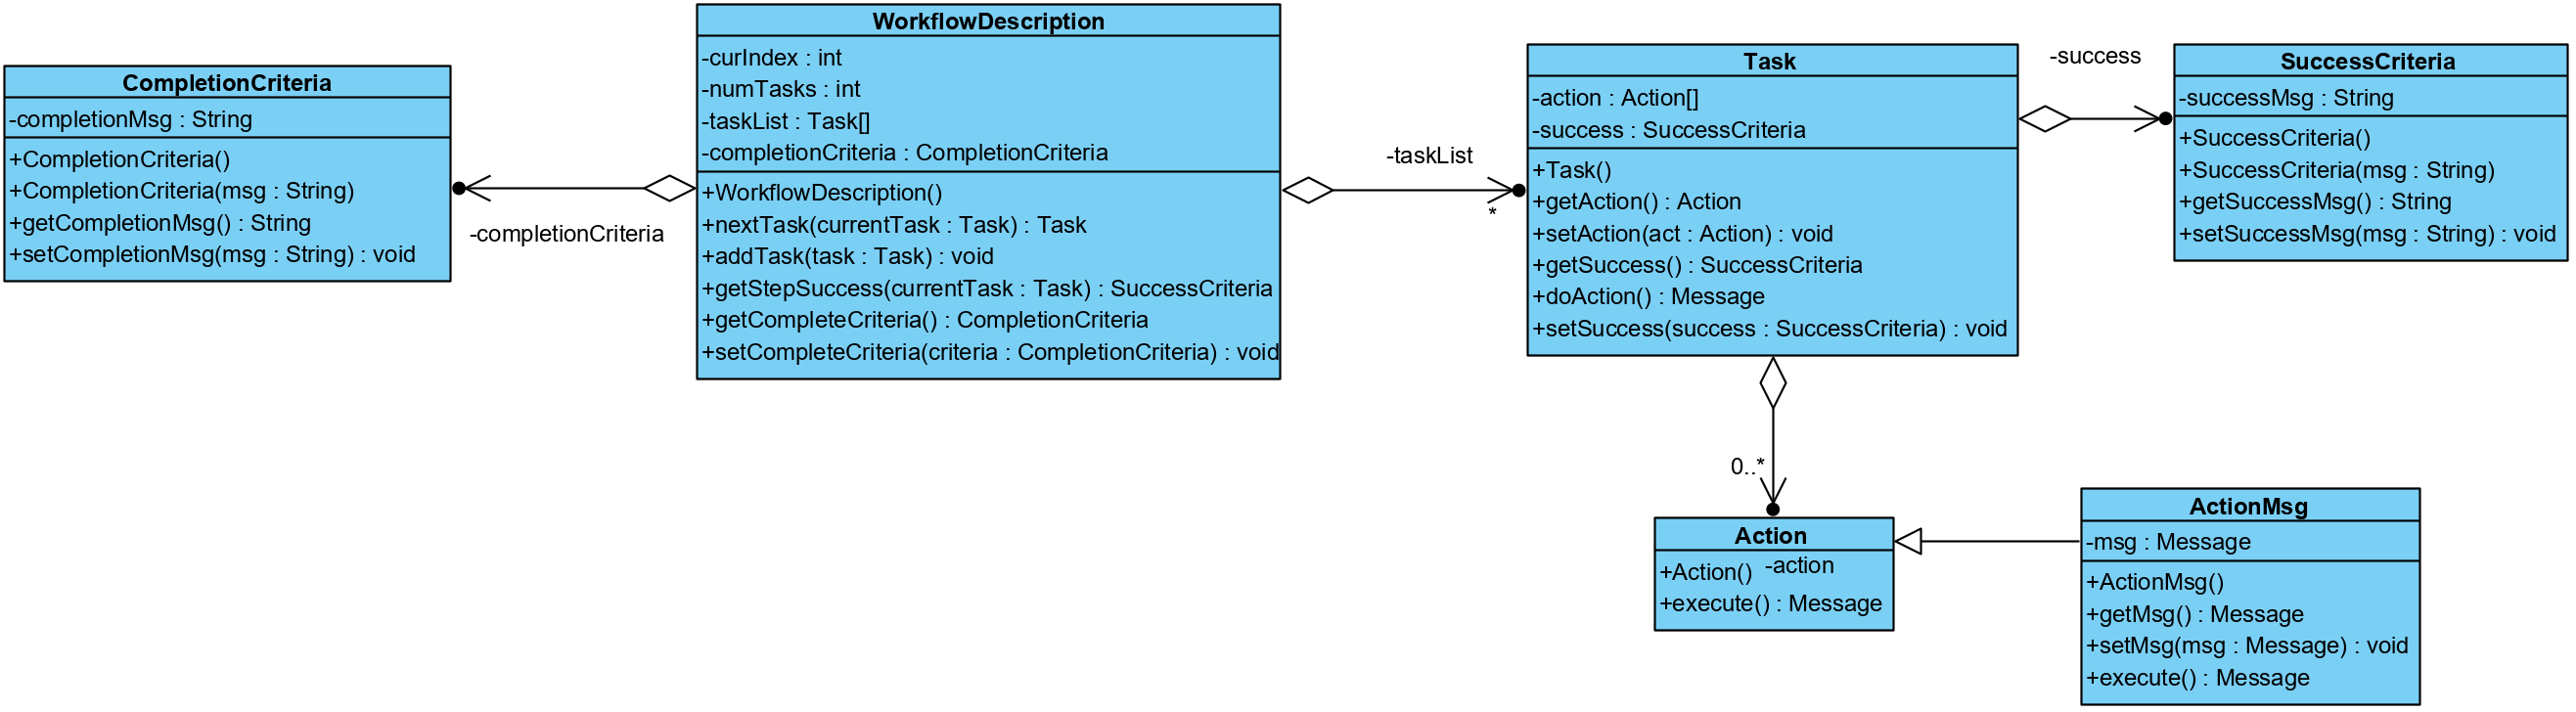 CompletionCriteria
-completionMsg : String
+CompletionCriteria()
+CompletionCriteria(msg : String)
+getCompletionMsg() : String
+setCompletionMsg(msg : String) : void
-completionCriteria
WorkflowDescription
-curIndex : int
-numTasks : int
-taskList : Task[]
-completionCriteria : CompletionCriteria
+WorkflowDescription()
+nextTask(currentTask : Task) : Task
+addTask(task : Task) : void
+getStepSuccess(currentTask : Task) : SuccessCriteria
+getCompleteCriteria() : CompletionCriteria
+setCompleteCriteria(criteria : CompletionCriteria) : void
-taskList
*
Task
-action : Action[]
-success : SuccessCriteria
+Task()
+getAction() : Action
+setAction(act : Action) : void
+getSuccess() : SuccessCriteria
+doAction() : Message
+setSuccess(success : SuccessCriteria) : void
-success
SuccessCriteria
-successMsg : String
+SuccessCriteria()
+SuccessCriteria(msg : String)
+getSuccessMsg() : String
+setSuccessMsg(msg : String) : void
0..*
Action
-action
+Action()
+execute() : Message
ActionMsg
-msg : Message
+ActionMsg()
+getMsg() : Message
+setMsg(msg : Message) : void
+execute() : Message